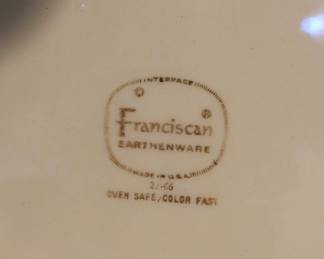 INTERPACE
®
®
Franciscan
EARTHENWARE
MADE IN U.S.A.
OVEN SAFE/COLOR FAST